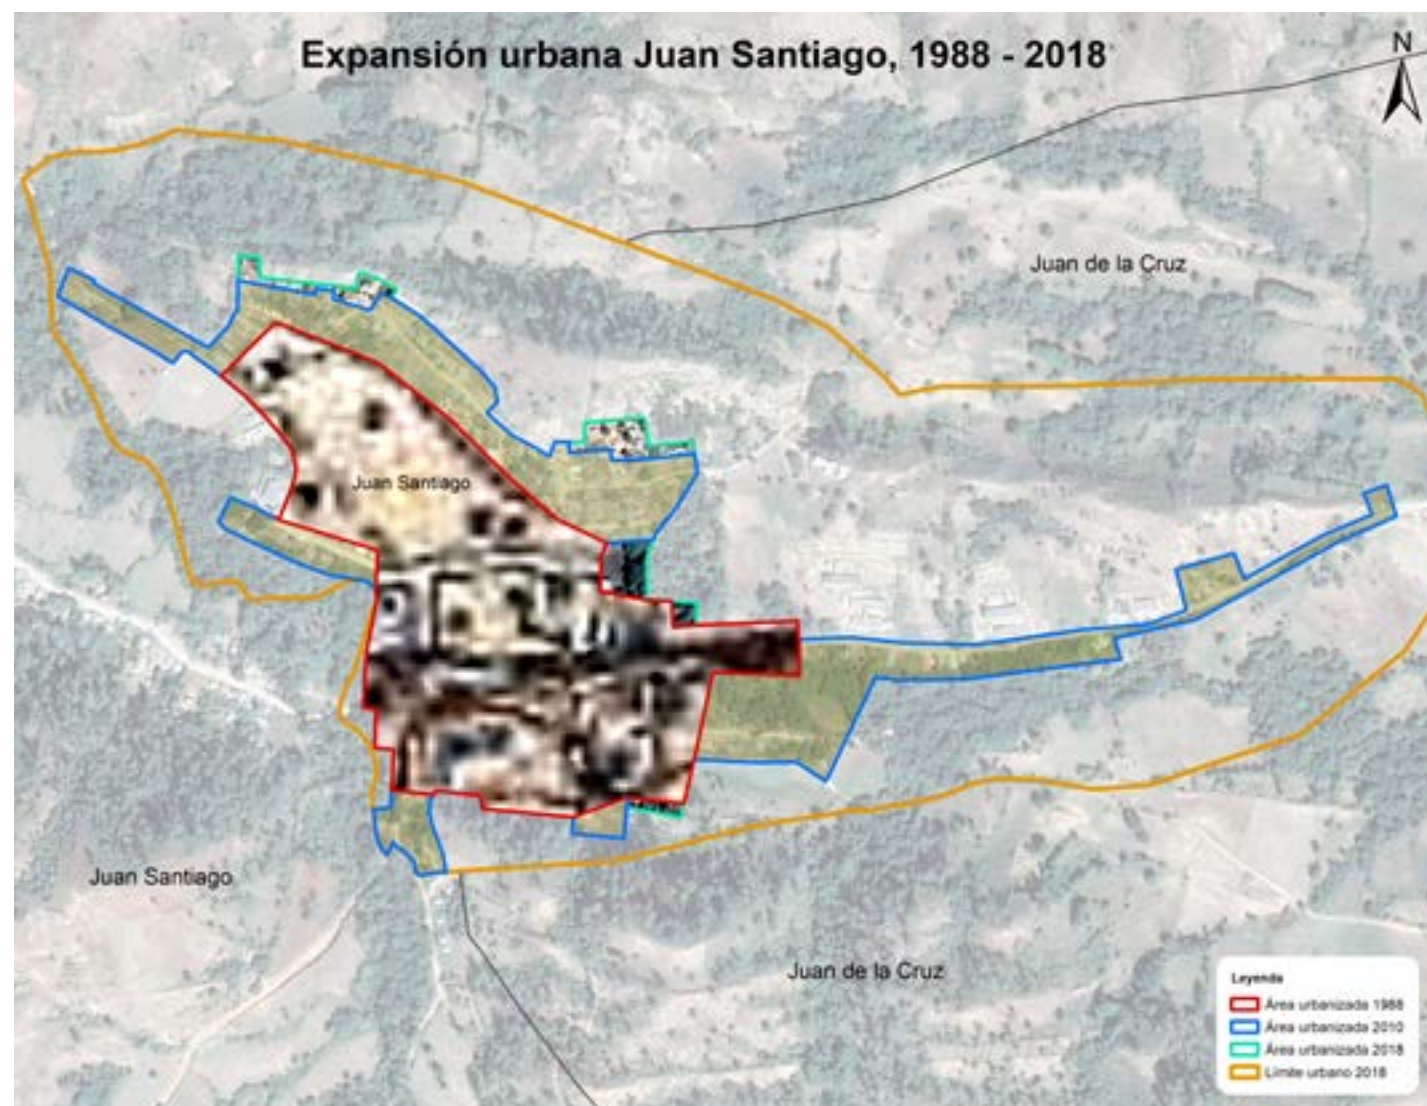 Expansión urbana Juan Santiago, 1988 - 2018
N
Juan de la Cruz
Juan Santiago
Juan Santiago
Juan de la Cruz
Leyenda
Área urbanizada 1988
Área urbanizada 2010
Área urbanizada 2018
Límite urbano 2018